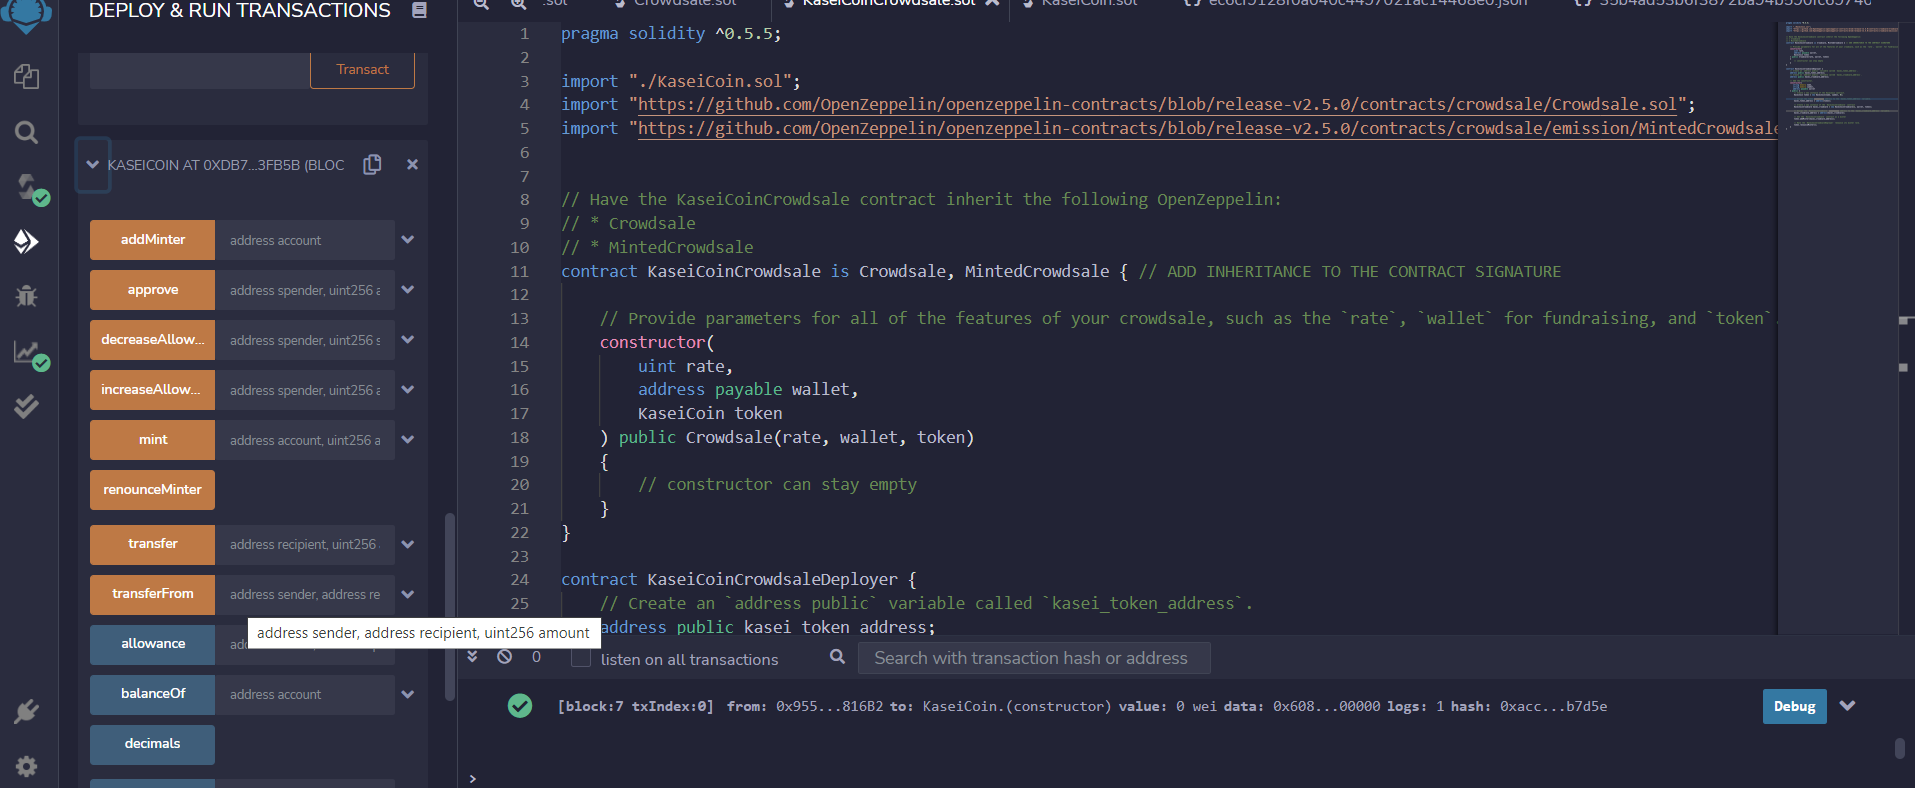 DEPLOY & RUN TRANSACTIONS
.sol
Crowdsale.sol
KaseiCoinCrowdsale.sol
KaseiCoin.sol
Transact
KASEICOIN AT 0XDB7...3FB5B (BLOC
addMinter address account
approve address spender, uint256 a
decreaseAllow... address spender, uint256 s
increaseAllow... address spender, uint256 a
mint address account, uint256 a
renounceMinter
transfer address recipient, uint256
transferFrom address sender, address re
address sender, address recipient, uint256 amount
allowance
balanceOf address account
decimals
1 pragma solidity ^0.5.5;
2
3 import "./KaseiCoin.sol";
4 import "https://github.com/OpenZeppelin/openzeppelin-contracts/blob/release-v2.5.0/contracts/crowdsale/Crowdsale.sol";
5 import "https://github.com/OpenZeppelin/openzeppelin-contracts/blob/release-v2.5.0/contracts/crowdsale/emission/MintedCrowdsale
6
7
8 // Have the KaseiCoinCrowdsale contract inherit the following OpenZeppelin:
9 // * Crowdsale
10 // * MintedCrowdsale
11 contract KaseiCoinCrowdsale is Crowdsale, MintedCrowdsale { // ADD INHERITANCE TO THE CONTRACT SIGNATURE
12
13 // Provide parameters for all of the features of your crowdsale, such as the `rate`, `wallet` for fundraising, and `token`
14 constructor(
15 uint rate,
16 address payable wallet,
17 KaseiCoin token
18 ) public Crowdsale(rate, wallet, token)
19 {
20 // constructor can stay empty
21 }
22 }
23
24 contract KaseiCoinCrowdsaleDeployer {
25 // Create an `address public` variable called `kasei_token_address`.
address public kasei_token_address;
0 listen on all transactions Search with transaction hash or address
[block:7 txIndex:0] from: 0x955...816B2 to: KaseiCoin.(constructor) value: 0 wei data: 0x608...00000 logs: 1 hash: 0xacc...b7d5e Debug
>